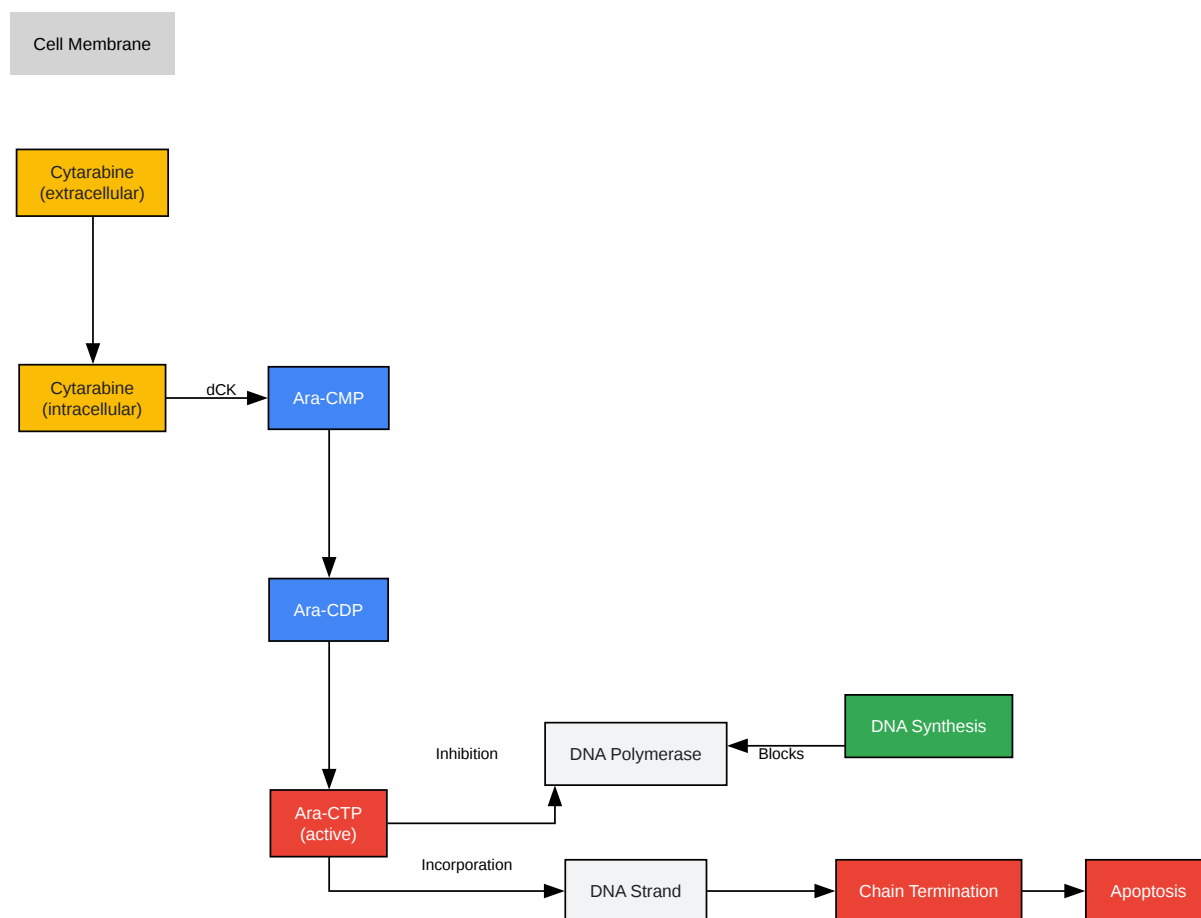 Cell Membrane
Cytarabine
(extracellular)
Cytarabine
(intracellular)
dCK
Ara-CMP
Ara-CDP
DNA Synthesis
Inhibition
DNA Polymerase
Blocks
Ara-CTP
(active)
Incorporation
DNA Strand
Chain Termination
Apoptosis